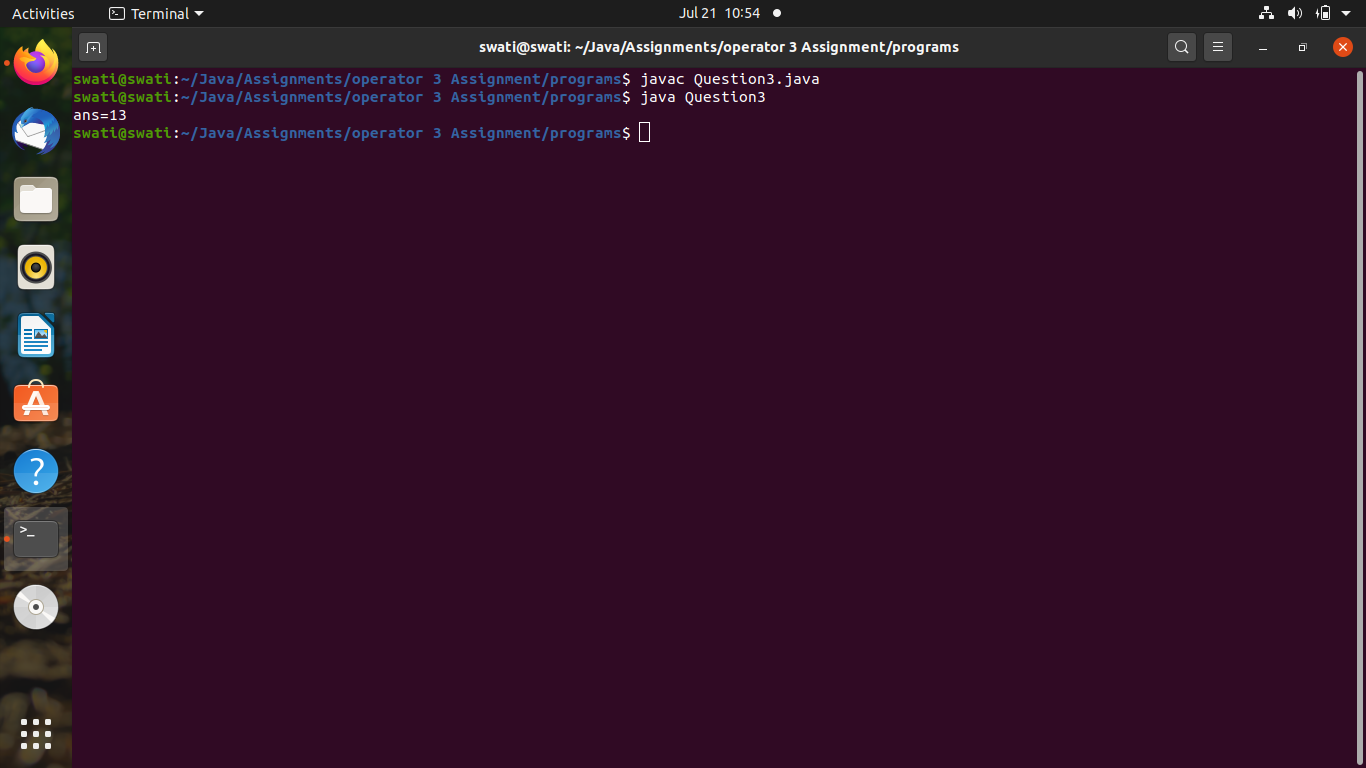 Activities
Terminal
Jul 21 10:54
swati@swati: ~/Java/Assignments/operator 3 Assignment/programs
swati@swati:~/Java/Assignments/operator 3 Assignment/programs$ javac Question3.java
swati@swati:~/Java/Assignments/operator 3 Assignment/programs$ java Question3
ans=13
swati@swati:~/Java/Assignments/operator 3 Assignment/programs$